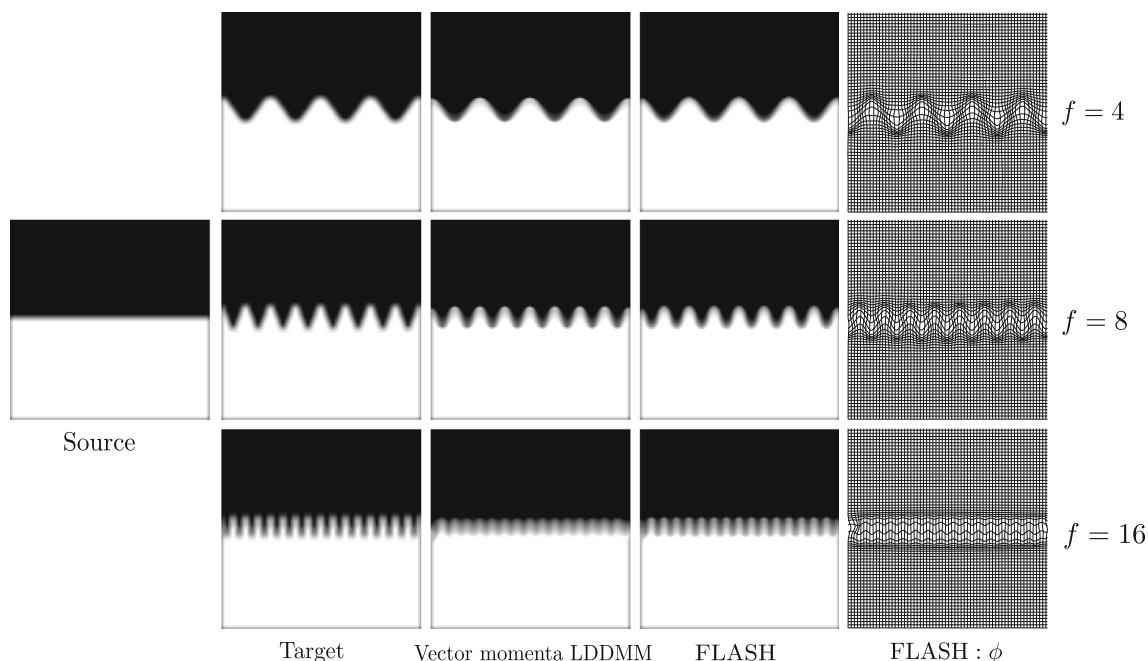 f = 4
f = 8
Source
f = 16
Target
Vector momenta LDDMM
FLASH
FLASH : ϕ